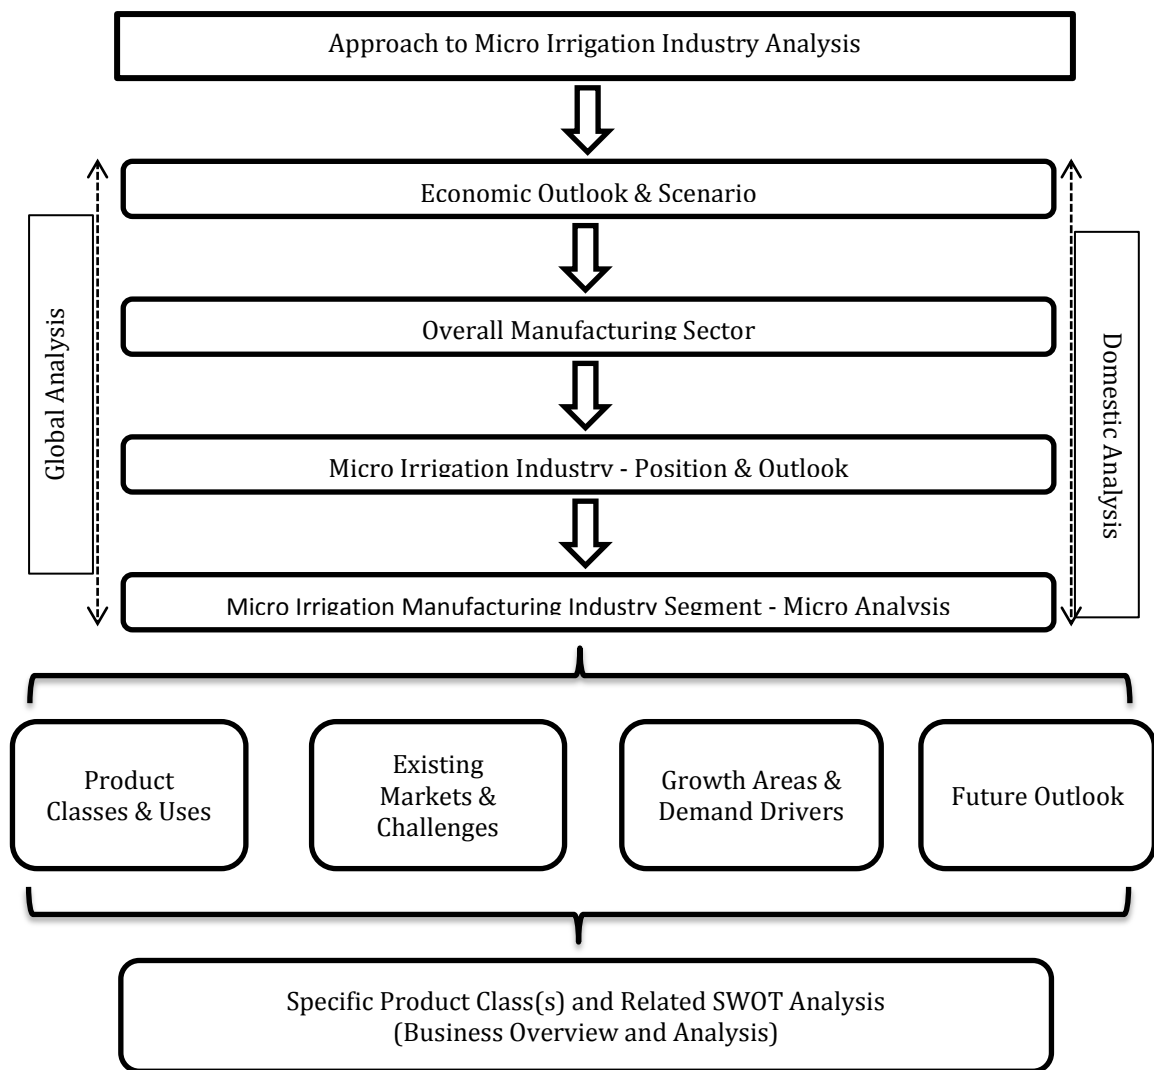 Approach to Micro Irrigation Industry Analysis
Economic Outlook & Scenario
Overall Manufacturing Sector
Global Analysis
Domestic Analysis
Micro Irrigation Industry - Position & Outlook
Micro Irrigation Manufacturing Industry Segment - Micro Analysis
Product
Classes & Uses
Existing
Markets &
Challenges
Growth Areas &
Demand Drivers
Future Outlook
Specific Product Class(s) and Related SWOT Analysis
(Business Overview and Analysis)